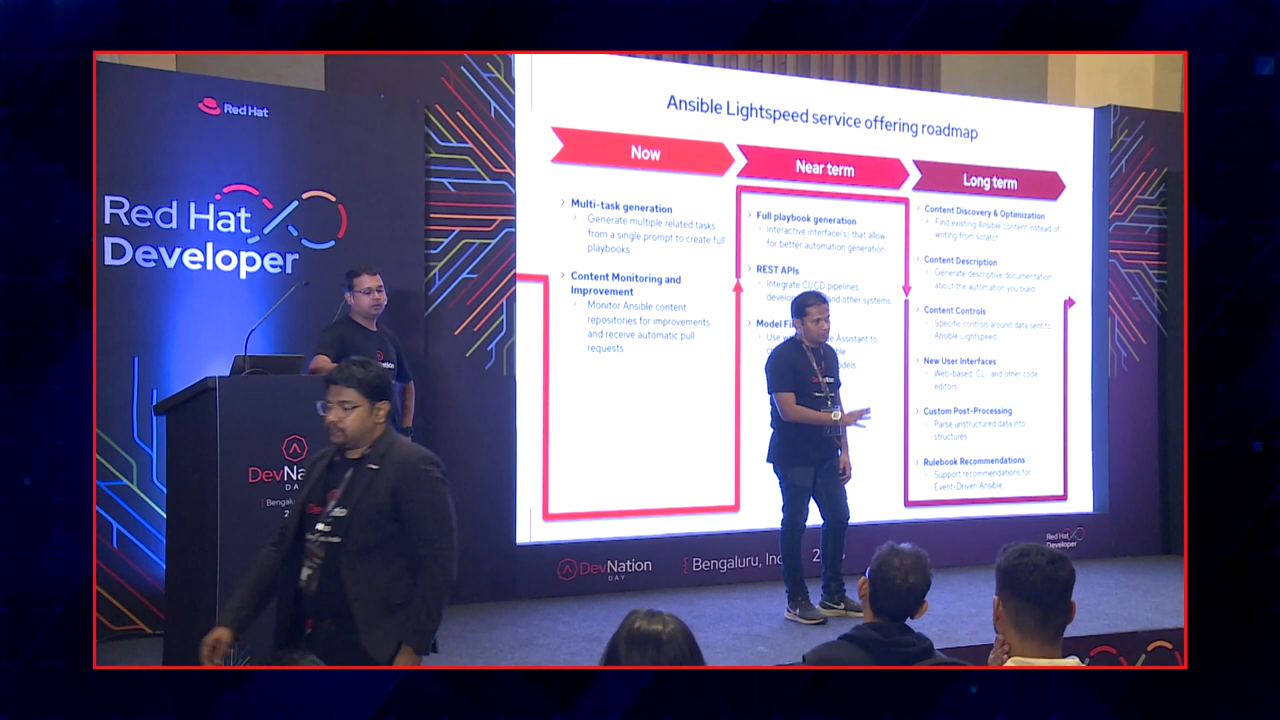 Red Hat
Red Hat
Developer
Ansible Lightspeed service offering roadmap
Now
Multi-task generation
Generate multiple related tasks
from a single prompt to create full
playbooks
Content Monitoring and
Improvement
Monitor Ansible content
repositories for improvements
and receive automatic pull
requests
Near term
Full playbook generation
Interactive interface(s) that allow
for better automation generation
REST APIs
Integrate CI/CD pipelines
and other systems
Model
Use
Assistant to
Long term
Content Discovery & Optimization
Find existing Ansible content instead of
writing from scratch
Content Description
Generate descriptive documentation
about the automation you build
Content Controls
Specific controls around data sent to
Ansible Lightspeed
New User Interfaces
Web-based, CLI and other code
editors
Custom Post-Processing
Parse unstructured data into
structures
Rulebook Recommendations
Support recommendations for
Event-Driven Ansible
DevNation
DAY
Bengaluru,
Red Hat
Developer